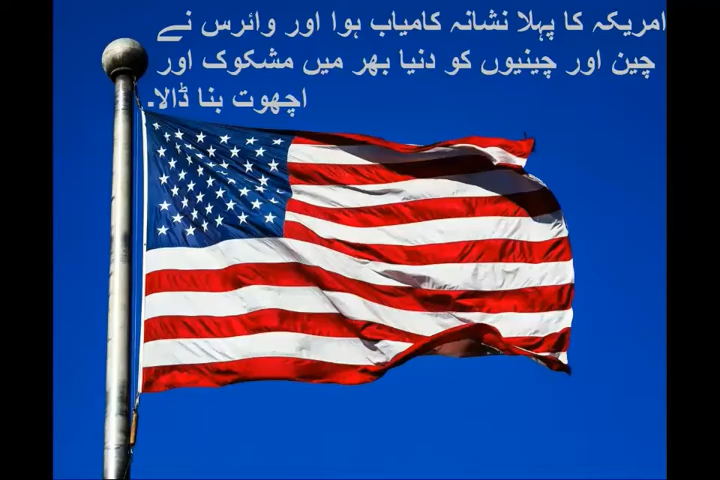 امریکہ کا پہلا نشانہ کامیاب ہوا اور وائرس نے
چین اور چینیوں کو دنیا بھر میں مشکوک اور
اچھوت بنا ڈالا۔